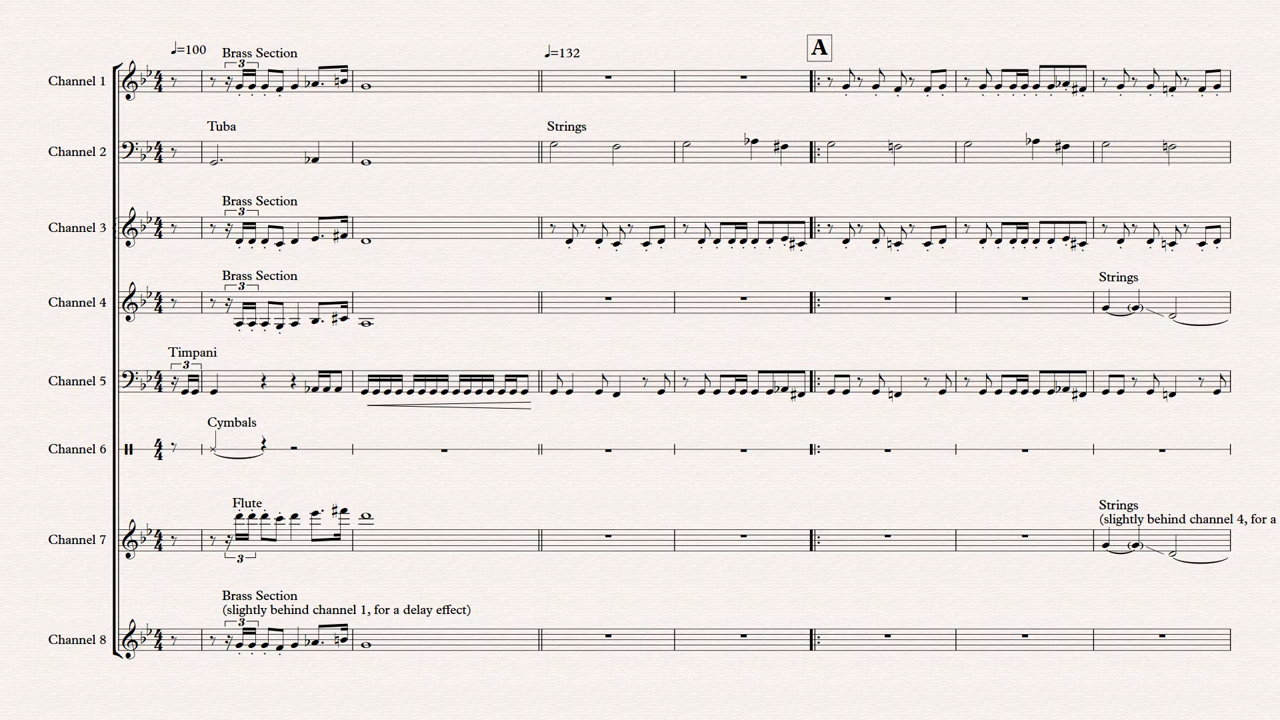 ♩=100
Brass Section
♩=132
A
3
Channel 1
Tuba
Strings
Channel 2
Brass Section
3
Channel 3
Brass Section
Strings
Channel 4
Timpani
3
Channel 5
Cymbals
Channel 6
Flute
Strings
(slightly behind channel 4, for a
Channel 7
3
Brass Section
(slightly behind channel 1, for a delay effect)
3
Channel 8